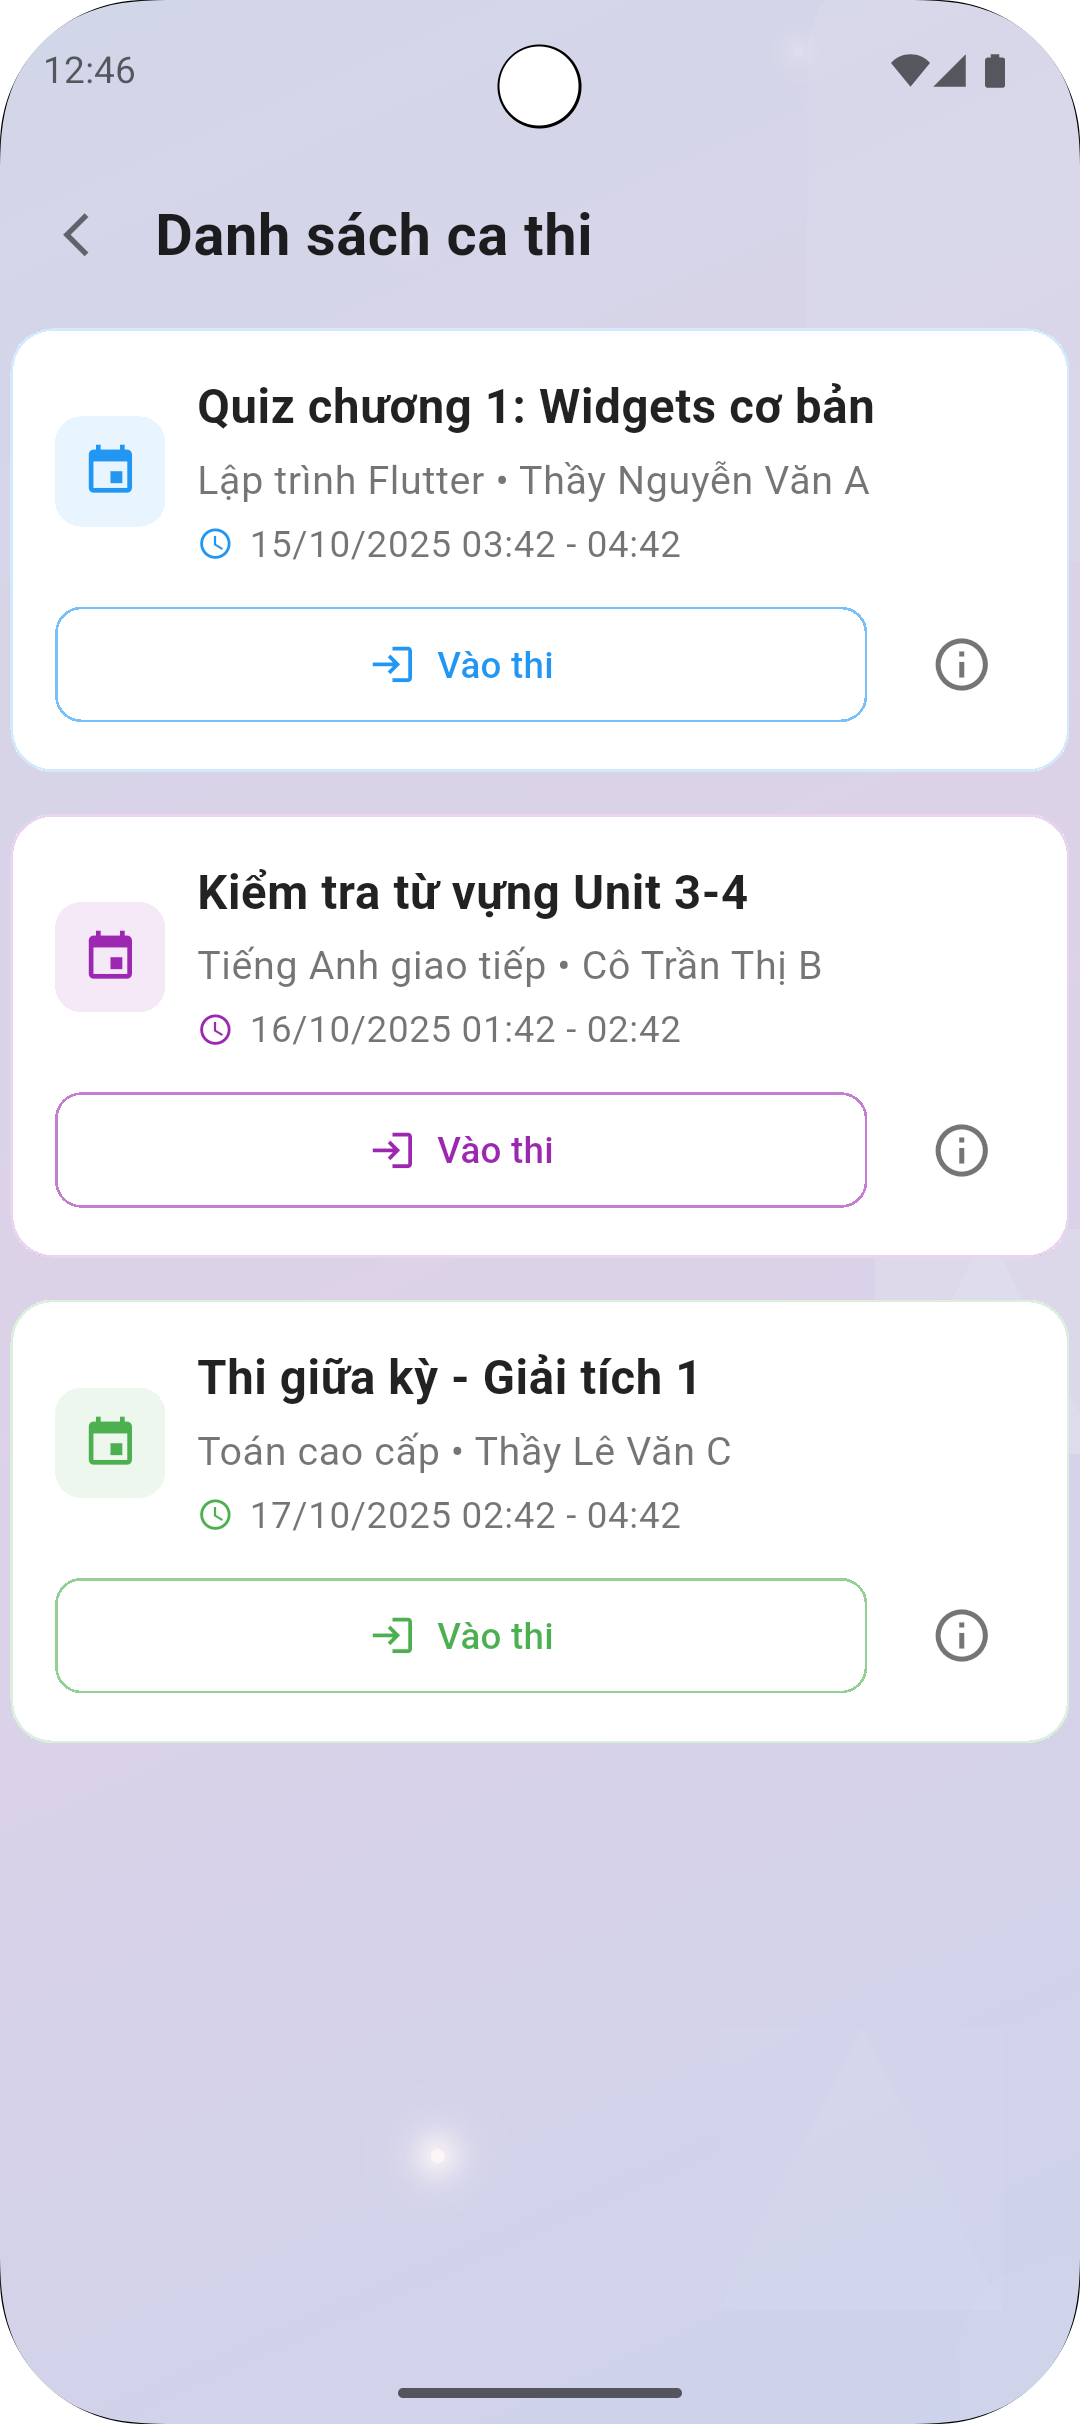 12:46
Danh sách ca thi
Quiz chương 1: Widgets cơ bản
Lập trình Flutter • Thầy Nguyễn Văn A
15/10/2025 03:42 - 04:42
Vào thi
Kiểm tra từ vựng Unit 3-4
Tiếng Anh giao tiếp • Cô Trần Thị B
16/10/2025 01:42 - 02:42
Vào thi
Thi giữa kỳ - Giải tích 1
Toán cao cấp • Thầy Lê Văn C
17/10/2025 02:42 - 04:42
Vào thi